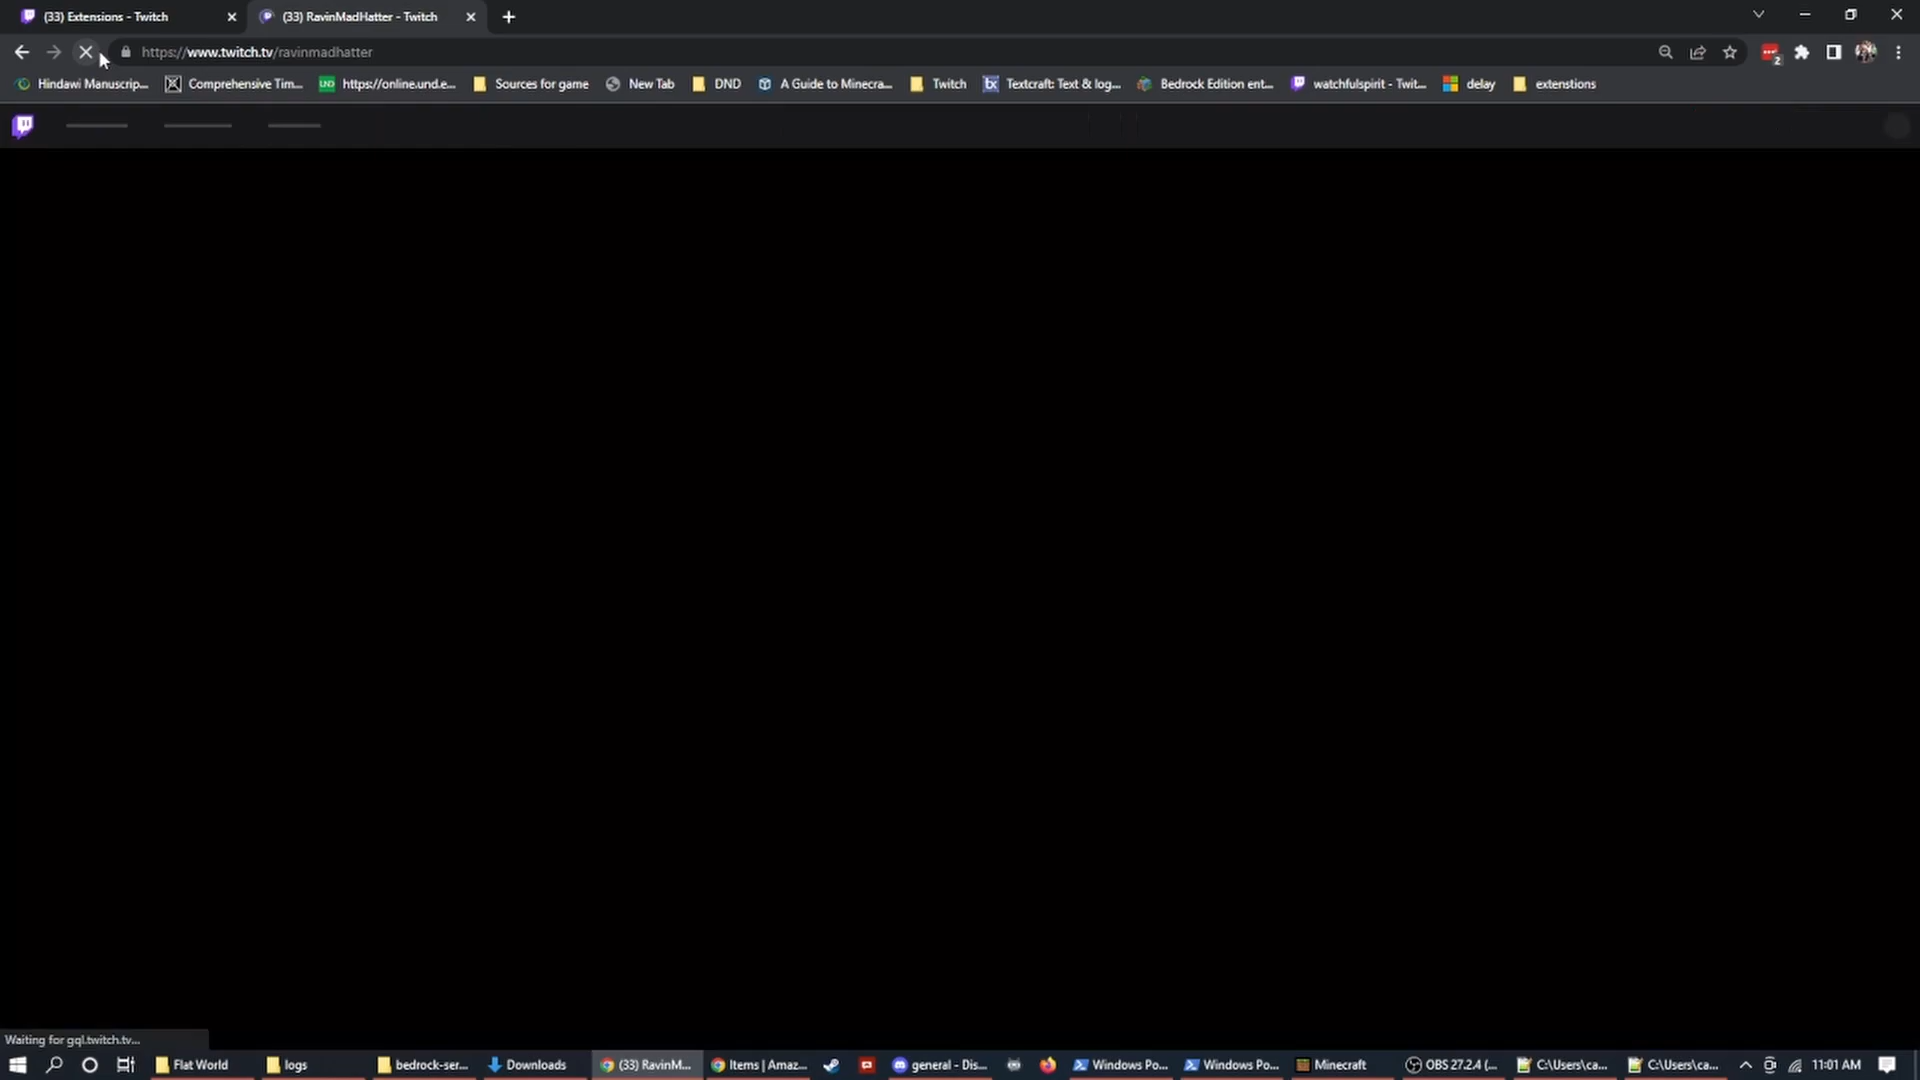 (33) Extensions - Twitch
(33) RavinMadHatter - Twitch
https://www.twitch.tv/ravinmadhatter
2
Hindawi Manuscrip...
Comprehensive Tim...
UND
https://online.und.e...
Sources for game
New Tab
DND
A Guide to Minecra...
Twitch
tx
Textcraft: Text & log...
Bedrock Edition ent...
watchfulspirit - Twit...
delay
extenstions
Waiting for gql.twitch.tv...
Flat World
logs
bedrock-ser...
Downloads
(33) RavinM...
Items | Amaz...
general - Dis...
Windows Po...
Windows Po...
Minecraft
OBS 27.2.4 (...
C:\Users\ca...
C:\Users\ca...
11:01 AM